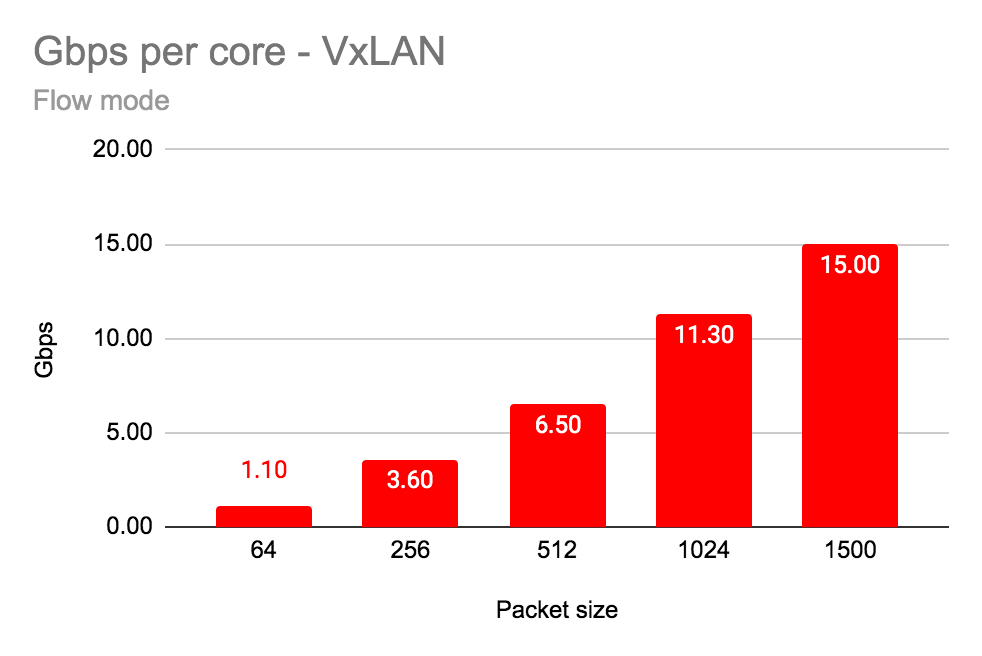 Gbps per core - VxLAN
Flow mode
20.00
15.00
10.00
5.00
0.00
Gbps
1.10
3.60
6.50
11.30
15.00
64 256 512 1024 1500
Packet size